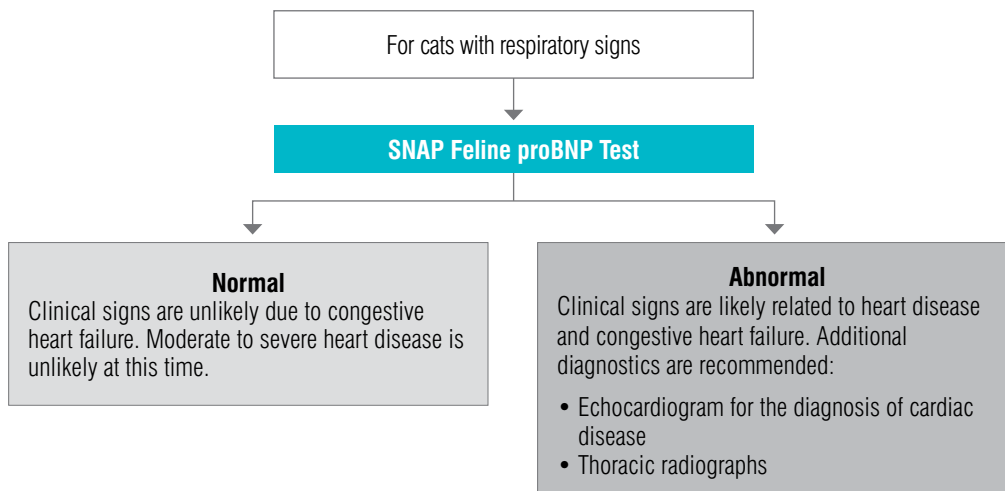 For cats with respiratory signs
SNAP Feline proBNP Test
Normal
Clinical signs are unlikely due to congestive
heart failure. Moderate to severe heart disease is
unlikely at this time.
Abnormal
Clinical signs are likely related to heart disease
and congestive heart failure. Additional
diagnostics are recommended:
• Echocardiogram for the diagnosis of cardiac
disease
• Thoracic radiographs